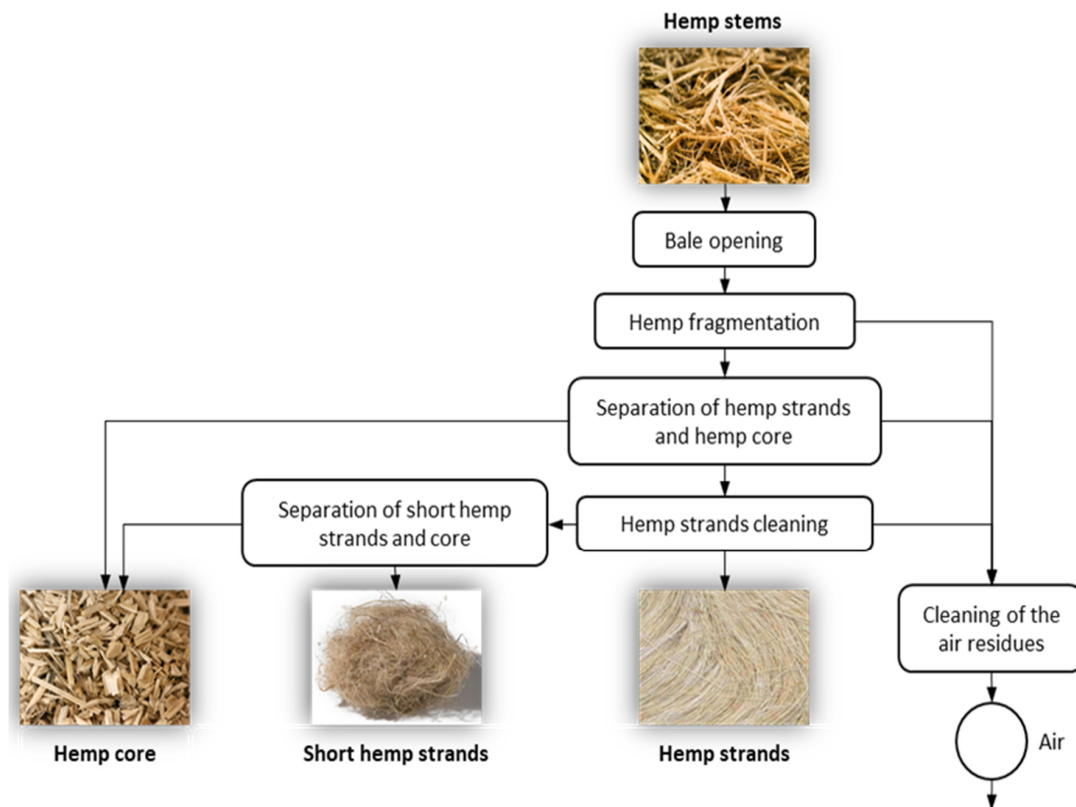 Hemp stems
Bale opening
Hemp fragmentation
Separation of hemp strands
and hemp core
Separation of short hemp
strands and core
Hemp strands cleaning
Cleaning of the
air residues
Hemp core
Short hemp strands
Hemp strands
Air